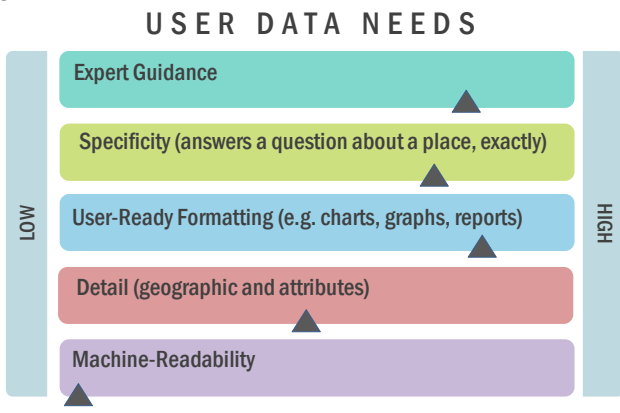 USER DATA NEEDS
Expert Guidance
Specificity (answers a question about a place, exactly)
LOW
User-Ready Formatting (e.g. charts, graphs, reports)
HIGH
Detail (geographic and attributes)
Machine-Readability